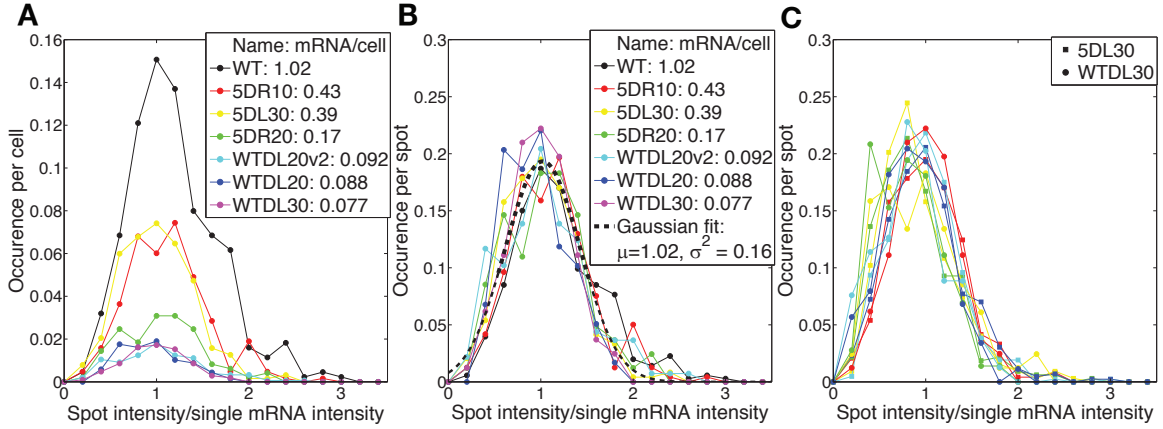 A
Occurence per cell
0.16
0.14
0.12
0.1
0.08
0.06
0.04
0.02
0
0
1
2
3
Spot intensity/single mRNA intensity
Name: mRNA/cell
WT: 1.02
5DR10: 0.43
5DL30: 0.39
5DR20: 0.17
WTDL20v2: 0.092
WTDL20: 0.088
WTDL30: 0.077
B
Occurence per spot
0.3
0.25
0.2
0.15
0.1
0.05
0
0
1
2
3
Spot intensity/single mRNA intensity
Name: mRNA/cell
WT: 1.02
5DR10: 0.43
5DL30: 0.39
5DR20: 0.17
WTDL20v2: 0.092
WTDL20: 0.088
WTDL30: 0.077
Gaussian fit:
μ=1.02, σ² = 0.16
C
Occurence per spot
0.3
0.25
0.2
0.15
0.1
0.05
0
0
1
2
3
Spot intensity/single mRNA intensity
5DL30
WTDL30